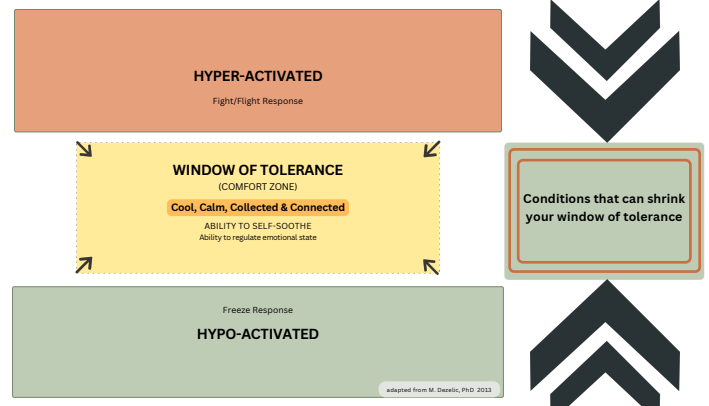 HYPER-ACTIVATED
Fight/Flight Response
WINDOW OF TOLERANCE
(COMFORT ZONE)
Cool, Calm, Collected & Connected
ABILITY TO SELF-SOOTHE
Ability to regulate emotional state
Freeze Response
HYPO-ACTIVATED
adapted from M. Dezelic, PhD 2013
Conditions that can shrink
your window of tolerance